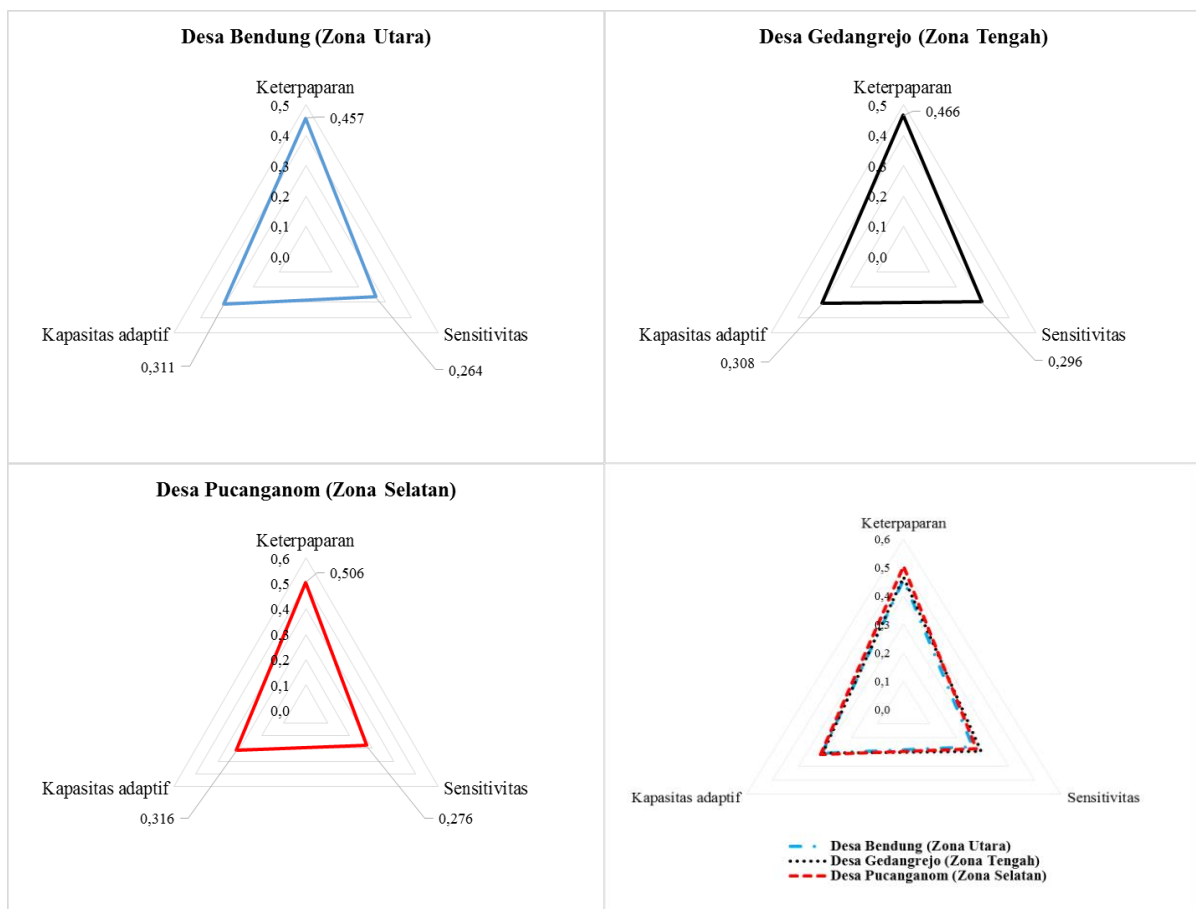 Desa Bendung (Zona Utara)
Keterpaparan
0,5
0,457
0,4
0,3
0,2
0,1
0,0
Kapasitas adaptif
Sensitivitas
0,311
0,264
Desa Gedangrejo (Zona Tengah)
Keterpaparan
0,5
0,466
0,4
0,3
0,2
0,1
0,0
Kapasitas adaptif
Sensitivitas
0,308
0,296
Desa Pucanganom (Zona Selatan)
Keterpaparan
0,6
0,506
0,5
0,4
0,3
0,2
0,1
0,0
Kapasitas adaptif
Sensitivitas
0,316
0,276
Keterpaparan
0,6
0,5
0,4
0,3
0,2
0,1
0,0
Kapasitas adaptif
Sensitivitas
Desa Bendung (Zona Utara)
Desa Gedangrejo (Zona Tengah)
Desa Pucanganom (Zona Selatan)